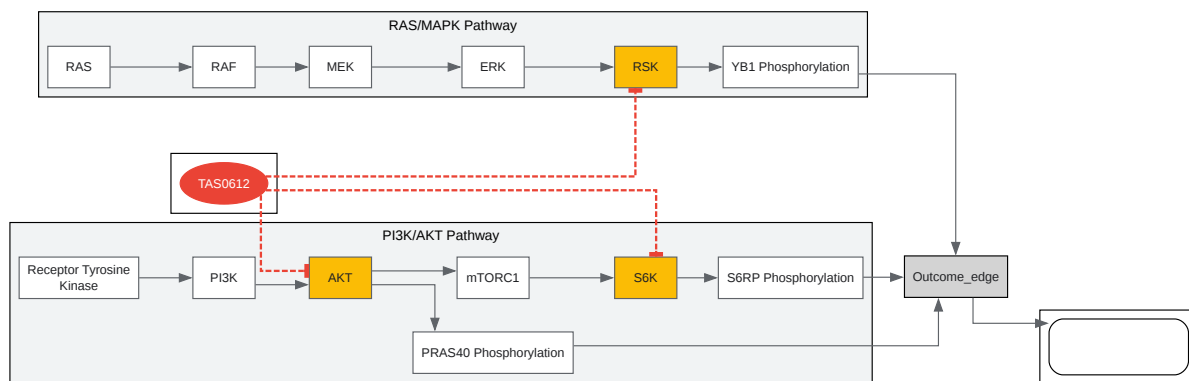 RAS/MAPK Pathway
RAS
RAF
MEK
ERK
RSK
YB1 Phosphorylation
TAS0612
PI3K/AKT Pathway
Receptor Tyrosine
Kinase
PI3K
AKT
mTORC1
S6K
S6RP Phosphorylation
Outcome_edge
PRAS40 Phosphorylation